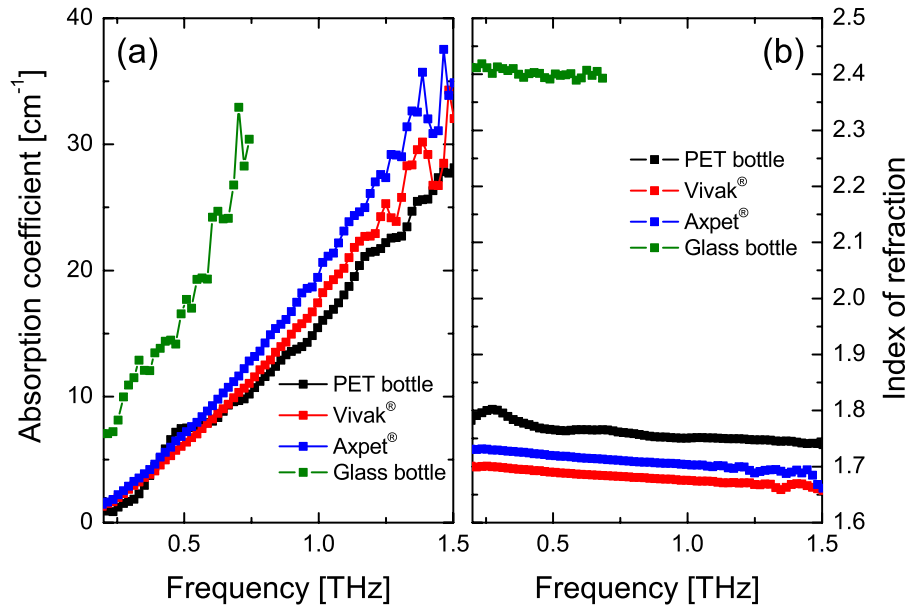 (a)
(b)
Absorption coefficient [cm⁻¹]
40
30
20
10
0
PET bottle
Vivak®
Axpet®
Glass bottle
0.5
1.0
1.5
Frequency [THz]
PET bottle
Vivak®
Axpet®
Glass bottle
0.5
1.0
1.5
Frequency [THz]
2.5
2.4
2.3
2.2
2.1
2.0
1.9
1.8
1.7
1.6
Index of refraction